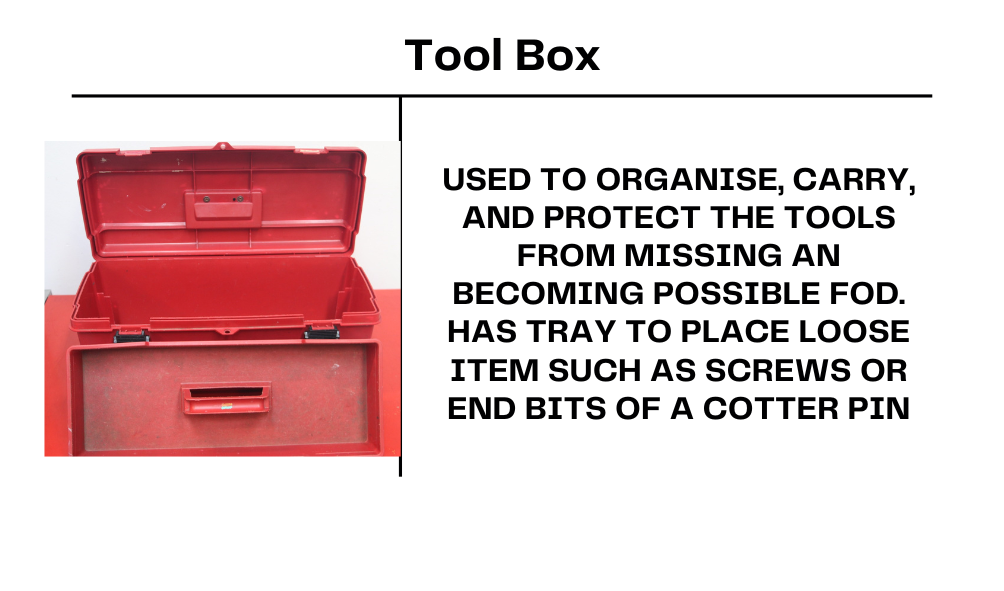 Tool Box
USED TO ORGANISE, CARRY,
AND PROTECT THE TOOLS
FROM MISSING AN
BECOMING POSSIBLE FOD.
HAS TRAY TO PLACE LOOSE
ITEM SUCH AS SCREWS OR
END BITS OF A COTTER PIN